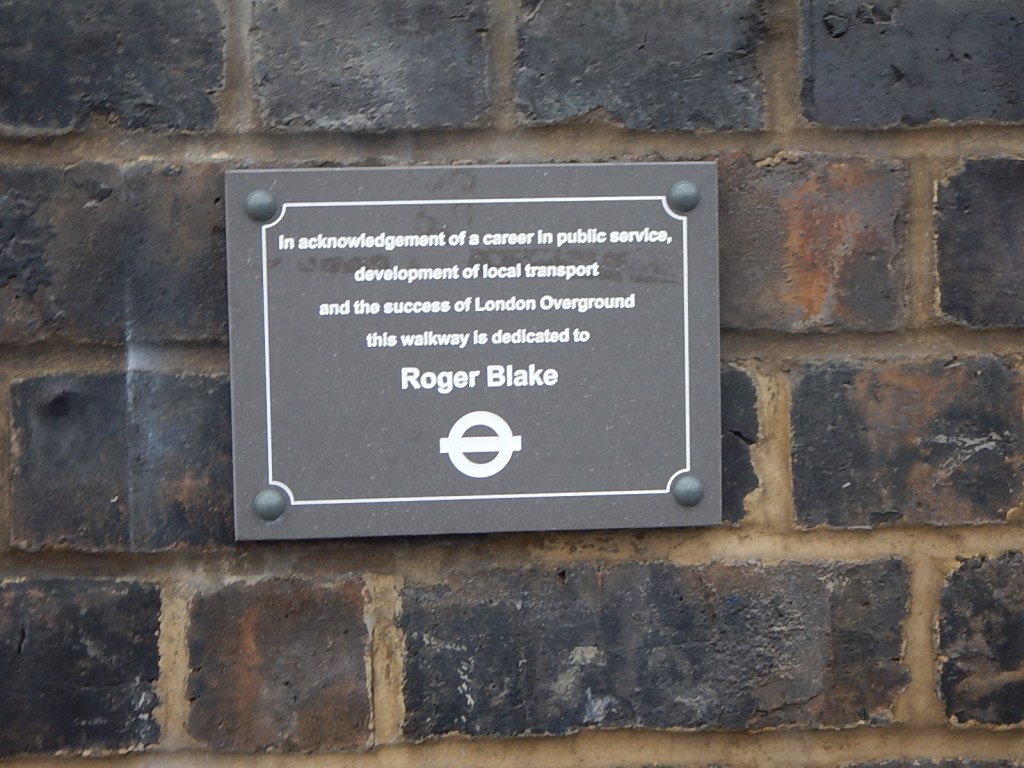 In acknowledgement of a career in public service,
development of local transport
and the success of London Overground
this walkway is dedicated to
Roger Blake